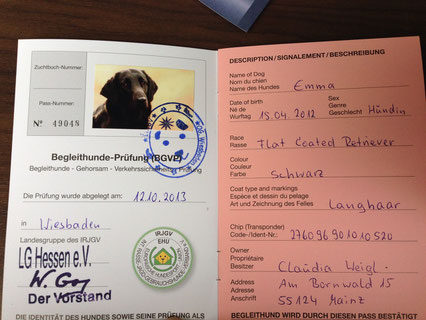 Zuchtbuch-Nummer:
Pass-Nummer:
Nº 49048
Begleithunde-Prüfung (BGVP)
Begleithunde - Gehorsam - Verkehrssicherheits-Prüfung
Die Prüfung wurde abgelegt am: 12.10.2013
in Wiesbaden
Landesgruppe des IRJGV
LG Hessen e.V.
Der Vorstand
IRJGV
EHU
DIE IDENTITÄT DES HUNDES SOWIE SEINE PRÜFUNG ALS
DESCRIPTION / SIGNALEMENT / BESCHREIBUNG
Name of Dog
Nom du chien
Name des Hundes Emma
Date of birth Sex
Né de Genre
Wurftag 15.04.2012 Geschlecht Hündin
Race
Rasse Flat Coated Retriever
Colour
Couleur
Farbe Schwarz
Coat type and markings
Espèce et dessin du pelage
Art und Zeichnung des Felles Langhaar
Chip (Transponder)
Code-/Ident-Nr.: 276096901010520
Owner
Propriétaire
Besitzer Claudia Weigl
Address Am Bornwald 15
Adresse
Anschrift 55124 Mainz
BEGLEITHUND WIRD DURCH DIESEN PASS BESTÄTIGT